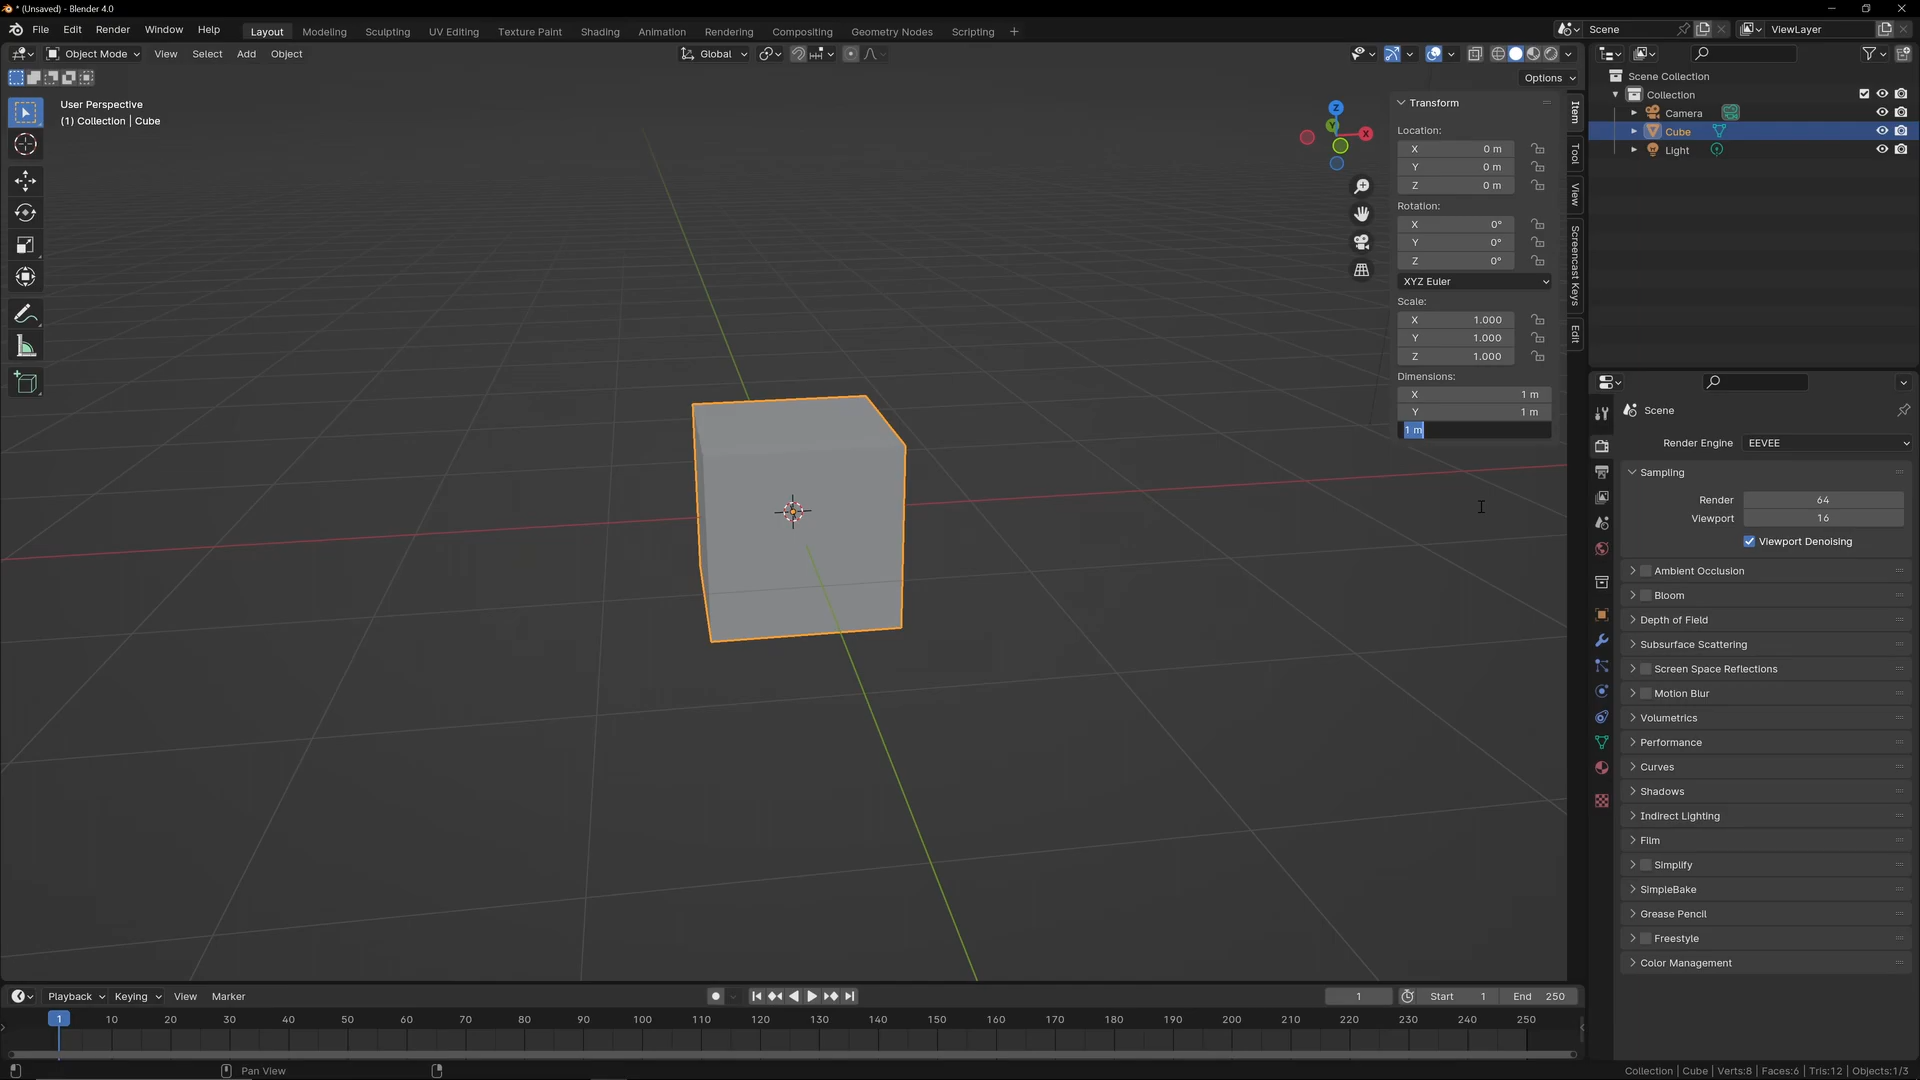 * (Unsaved) - Blender 4.0
File Edit Render Window Help Layout Modeling Sculpting UV Editing Texture Paint Shading Animation Rendering Compositing Geometry Nodes Scripting + Scene ViewLayer
Object Mode View Select Add Object Global
Options
User Perspective
(1) Collection | Cube
Z
Y
X
Transform
Location:
X 0 m
Y 0 m
Z 0 m
Rotation:
X 0°
Y 0°
Z 0°
XYZ Euler
Scale:
X 1.000
Y 1.000
Z 1.000
Dimensions:
X 1 m
Y 1 m
1 m
Item
Tool
View
Screencast Keys
Edit
Scene Collection
Collection
Camera
Cube
Light
Scene
Render Engine EEVEE
Sampling
Render 64
Viewport 16
Viewport Denoising
Ambient Occlusion
Bloom
Depth of Field
Subsurface Scattering
Screen Space Reflections
Motion Blur
Volumetrics
Performance
Curves
Shadows
Indirect Lighting
Film
Simplify
SimpleBake
Grease Pencil
Freestyle
Color Management
Playback Keying View Marker 1 Start 1 End 250
1 10 20 30 40 50 60 70 80 90 100 110 120 130 140 150 160 170 180 190 200 210 220 230 240 250
Pan View
Collection | Cube | Verts:8 | Faces:6 | Tris:12 | Objects:1/3